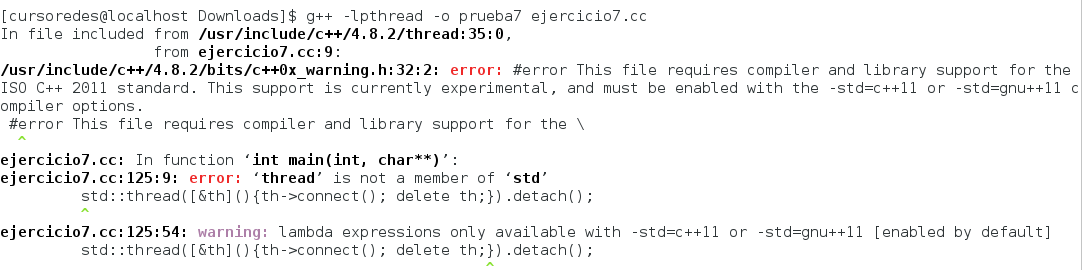 [cursoredes@localhost Downloads]$ g++ -lpthread -o prueba7 ejercicio7.cc
In file included from /usr/include/c++/4.8.2/thread:35:0,
                 from ejercicio7.cc:9:
/usr/include/c++/4.8.2/bits/c++0x_warning.h:32:2: error: #error This file requires compiler and library support for the
ISO C++ 2011 standard. This support is currently experimental, and must be enabled with the -std=c++11 or -std=gnu++11 c
ompiler options.
 #error This file requires compiler and library support for the \
  ^
ejercicio7.cc: In function ‘int main(int, char**)’:
ejercicio7.cc:125:9: error: ‘thread’ is not a member of ‘std’
         std::thread([&th](){th->connect(); delete th;}).detach();
         ^
ejercicio7.cc:125:54: warning: lambda expressions only available with -std=c++11 or -std=gnu++11 [enabled by default]
         std::thread([&th](){th->connect(); delete th;}).detach();
                                                      ^